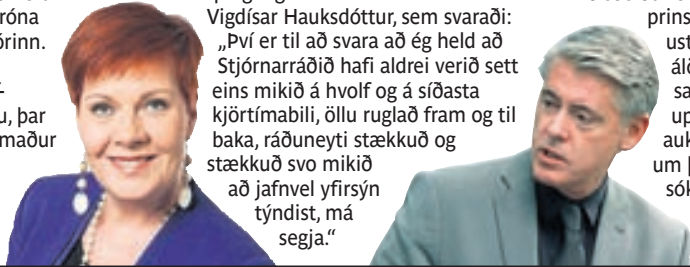 róna
órinn.
u, þar
maður
Vigdísar Hauksdóttur, sem svaraði:
„Því er til að svara að ég held að
Stjórnarráðið hafi aldrei verið sett
eins mikið á hvolf og á síðasta
kjörtímabili, öllu ruglað fram og til
baka, ráðuneyti stækkuð og
stækkuð svo mikið
að jafnvel yfirsýn
týndist, má
segja.“
prins
ust
álö
sa
up
auk
um þ
sók